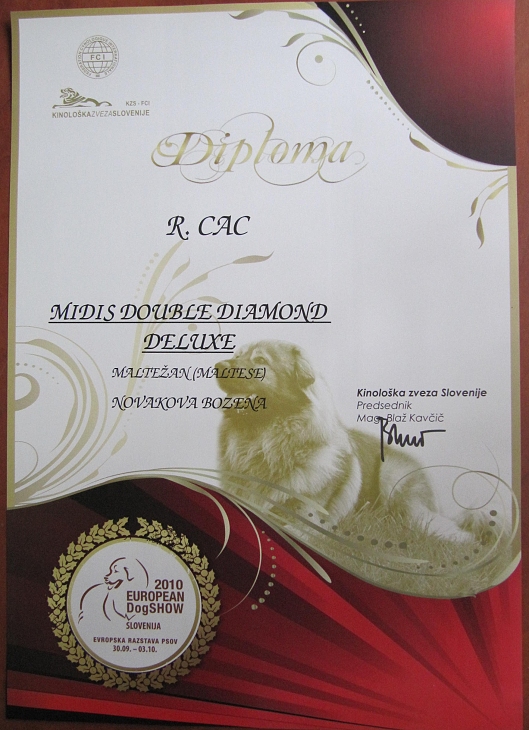 FCI
KZS - FCI
KINOLOŠKAZVEZASLOVENIJE
Diploma
R. CAC
MIDIS DOUBLE DIAMOND
DELUXE
MALTEŽAN (MALTESE)
NOVAKOVA BOZENA
Kinološka zveza Slovenije
Predsednik
Mag. Blaž Kavčič
2010
EUROPEAN
DogSHOW
SLOVENIJA
EVROPSKA RAZSTAVA PSOV
30.09. – 03.10.